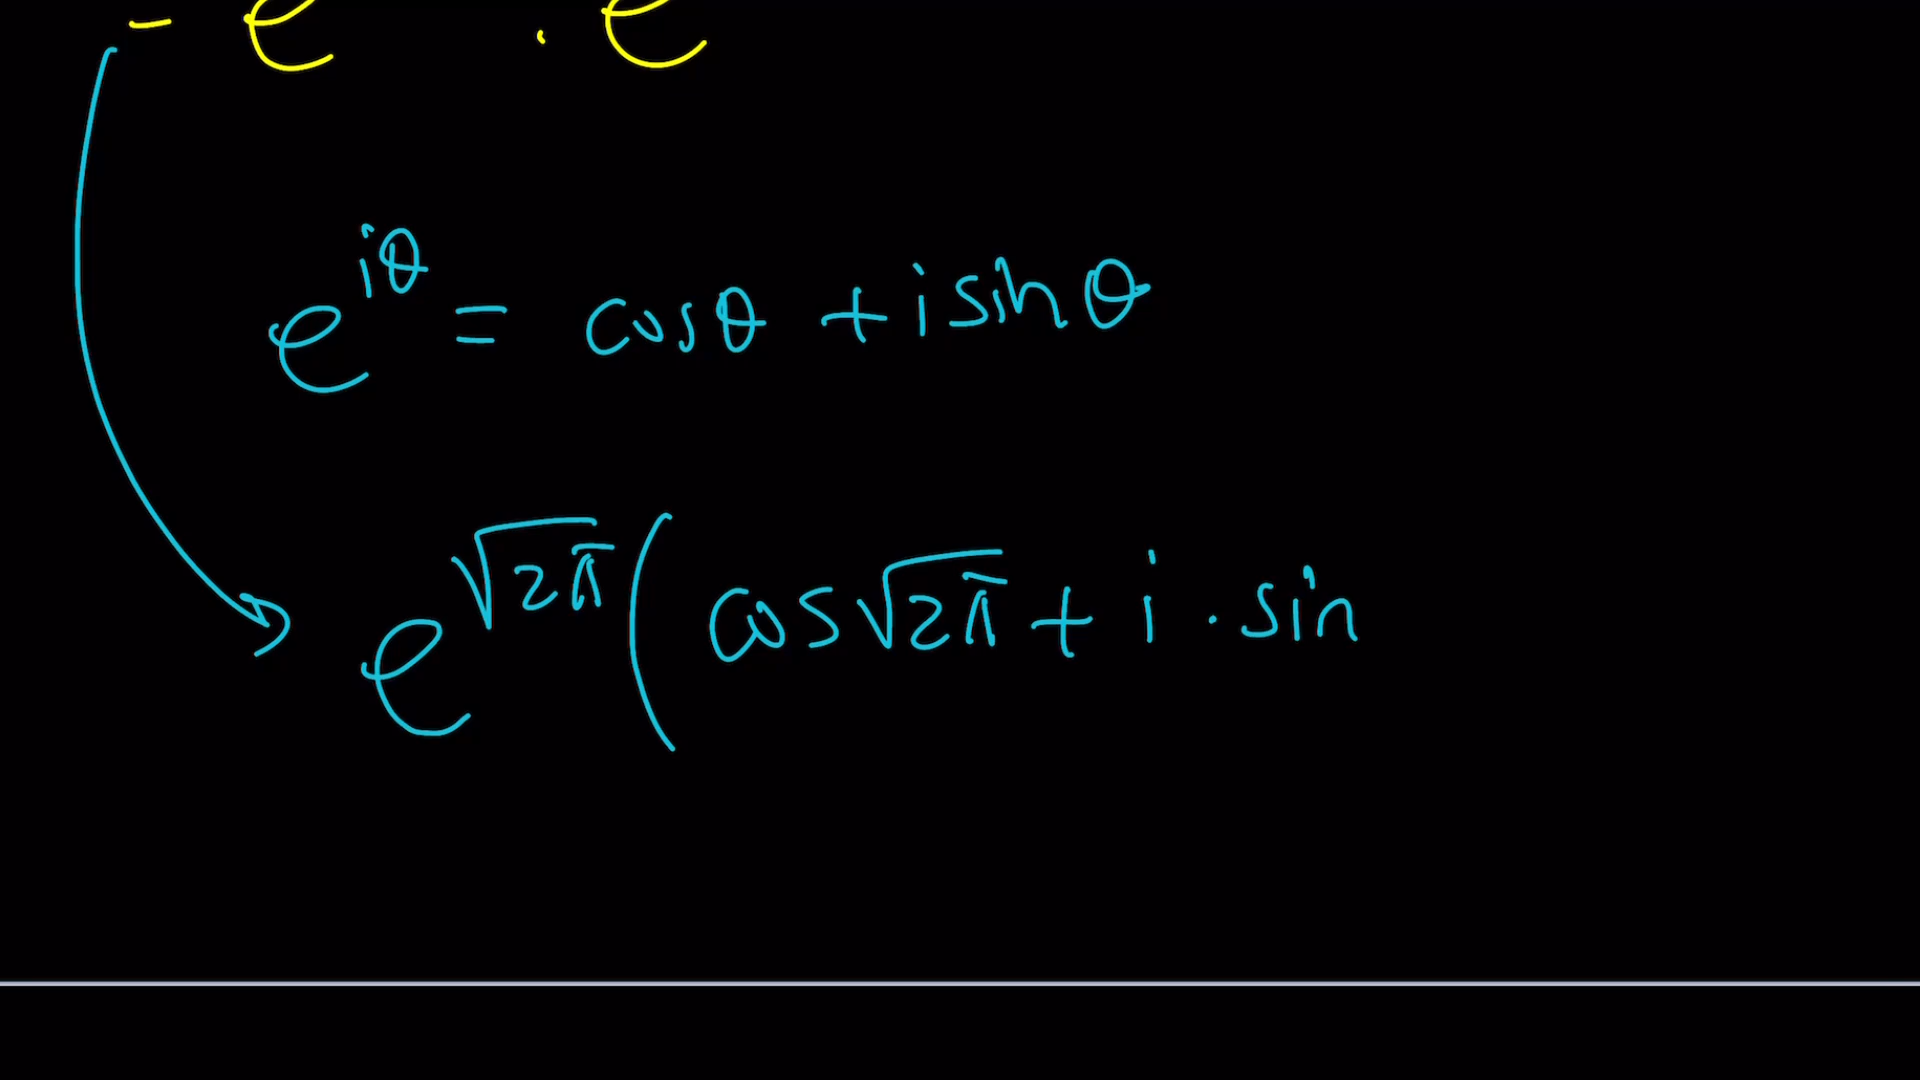 - e . e
e^{iθ} = cosθ + i sinθ
e^{√2π} ( cos √2π + i · sin